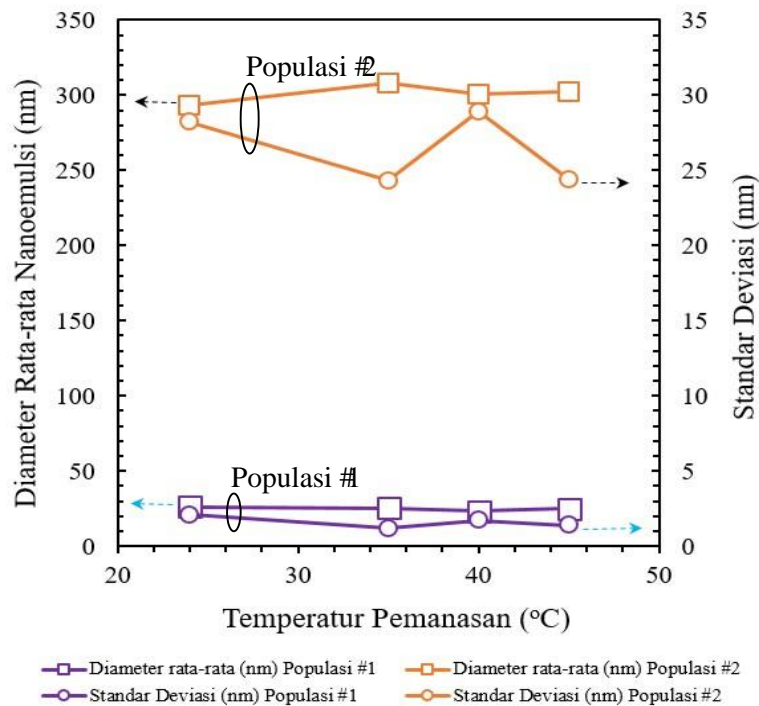 350
300
250
200
150
100
50
0
35
30
25
20
15
10
5
0
20
30
40
50
Diameter Rata-rata Nanoemulsi (nm)
Standar Deviasi (nm)
Populasi #2
Populasi #1
Temperatur Pemanasan (°C)
Diameter rata-rata (nm) Populasi #1
Diameter rata-rata (nm) Populasi #2
Standar Deviasi (nm) Populasi #1
Standar Deviasi (nm) Populasi #2